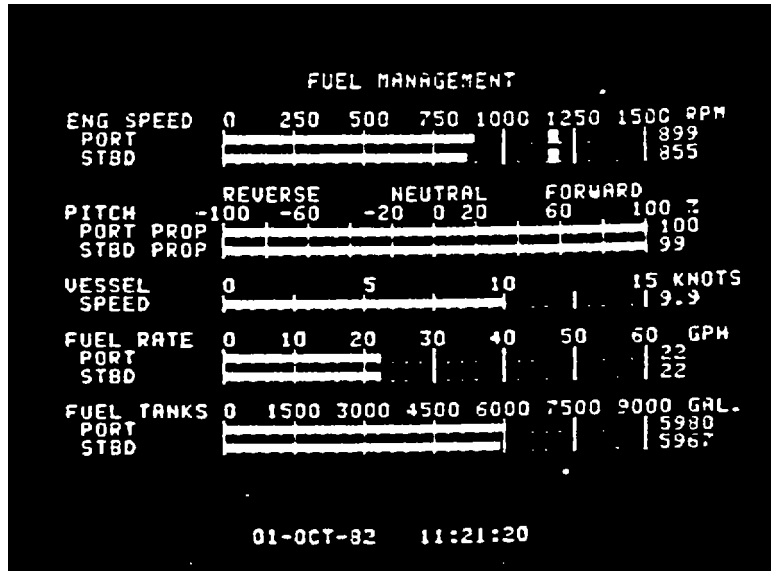 FUEL MANAGEMENT
ENG SPEED 0 250 500 750 1000 1250 1500 RPM
PORT 899
STBD 855
REVERSE NEUTRAL FORWARD
PITCH -100 -60 -20 0 20 60 100 %
PORT PROP 100
STBD PROP 99
VESSEL 0 5 10 15 KNOTS
SPEED 9.9
FUEL RATE 0 10 20 30 40 50 60 GPH
PORT 22
STBD 22
FUEL TANKS 0 1500 3000 4500 6000 7500 9000 GAL.
PORT 5980
STBD 5967
01-OCT-82 11:21:20